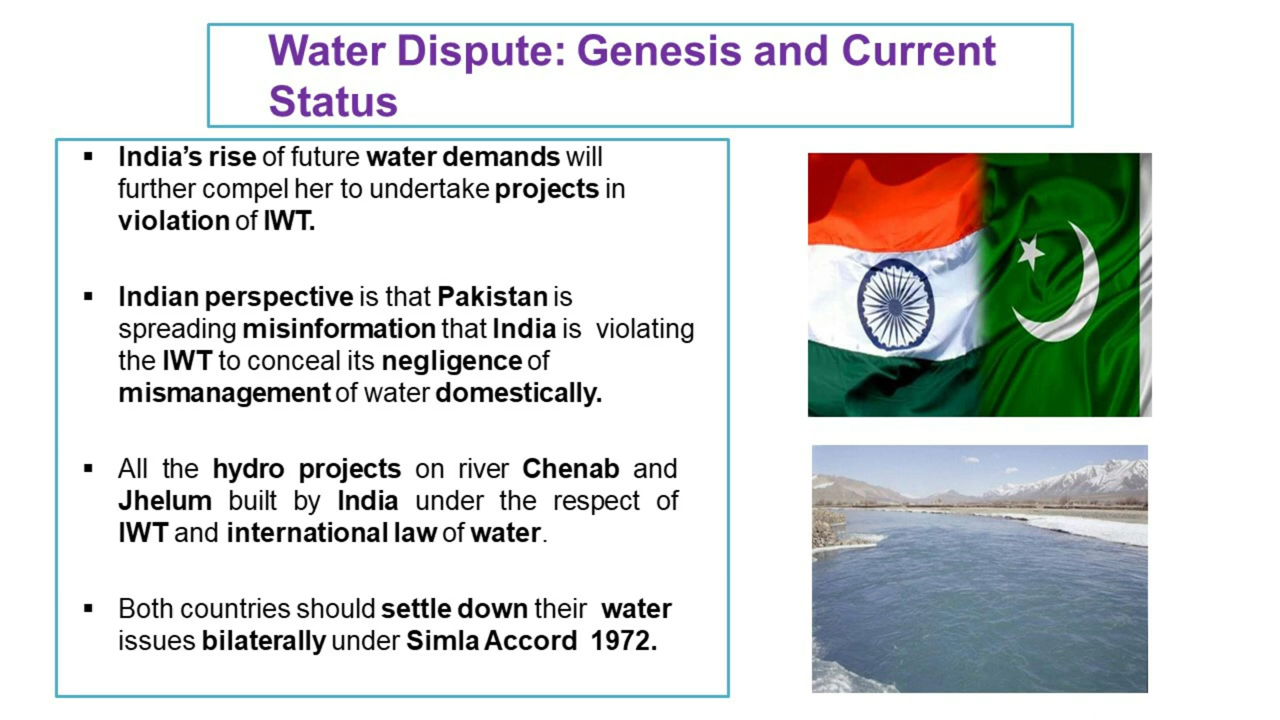 Water Dispute: Genesis and Current
Status
▪ India’s rise of future water demands will
further compel her to undertake projects in
violation of IWT.
▪ Indian perspective is that Pakistan is
spreading misinformation that India is violating
the IWT to conceal its negligence of
mismanagement of water domestically.
▪ All the hydro projects on river Chenab and
Jhelum built by India under the respect of
IWT and international law of water.
▪ Both countries should settle down their water
issues bilaterally under Simla Accord 1972.